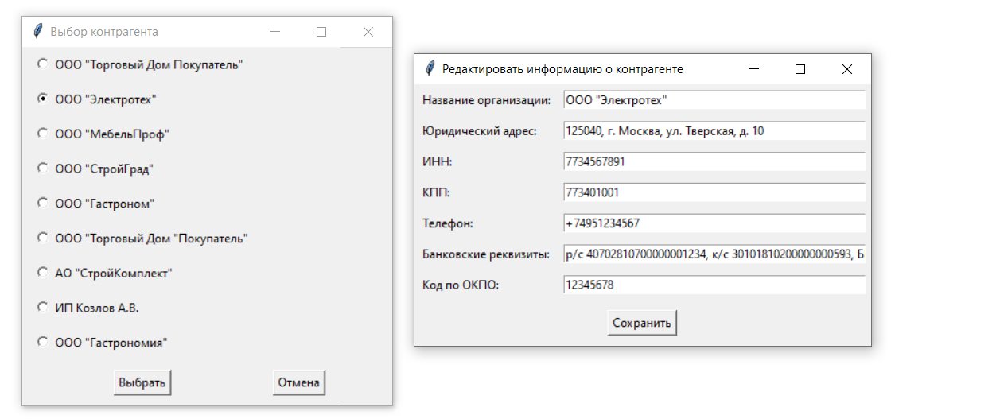 Выбор контрагента
ООО "Торговый Дом Покупатель"
ООО "Электротех"
ООО "МебельПроф"
ООО "СтройГрад"
ООО "Гастроном"
ООО "Торговый Дом "Покупатель"
АО "СтройКомплект"
ИП Козлов А.В.
ООО "Гастрономия"
Выбрать Отмена
Редактировать информацию о контрагенте
Название организации: ООО "Электротех"
Юридический адрес: 125040, г. Москва, ул. Тверская, д. 10
ИНН: 7734567891
КПП: 773401001
Телефон: +74951234567
Банковские реквизиты: р/с 40702810700000001234, к/с 30101810200000000593, Б
Код по ОКПО: 12345678
Сохранить